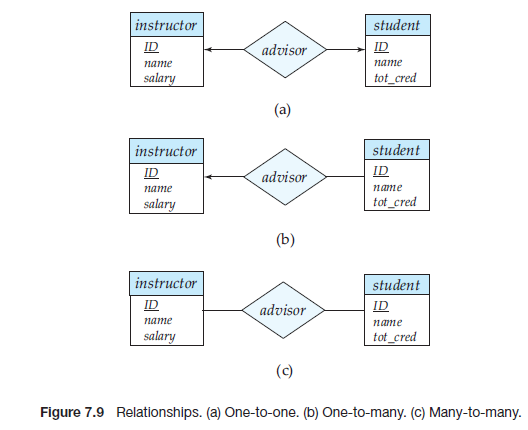 instructor
ID
name
salary
advisor
student
ID
name
tot_cred
(a)
instructor
ID
name
salary
advisor
student
ID
name
tot_cred
(b)
instructor
ID
name
salary
advisor
student
ID
name
tot_cred
(c)
Figure 7.9 Relationships. (a) One-to-one. (b) One-to-many. (c) Many-to-many.